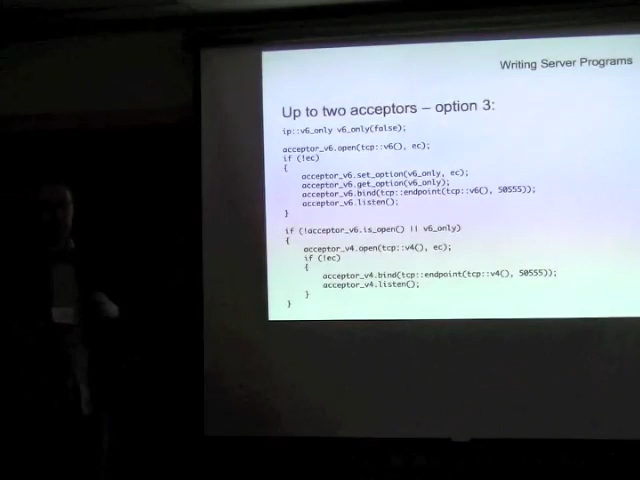 Writing Server Programs
Up to two acceptors – option 3:
ip::v6_only v6_only(false);
acceptor_v6.open(tcp::v6(), ec);
if (!ec)
{
acceptor_v6.set_option(v6_only, ec);
acceptor_v6.get_option(v6_only);
acceptor_v6.bind(tcp::endpoint(tcp::v6(), 50555));
acceptor_v6.listen();
}
if (!acceptor_v6.is_open() || v6_only)
{
acceptor_v4.open(tcp::v4(), ec);
if (!ec)
{
acceptor_v4.bind(tcp::endpoint(tcp::v4(), 50555));
acceptor_v4.listen();
}
}